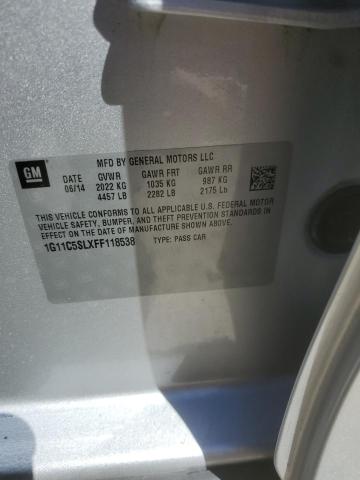 GM
MFD BY GENERAL MOTORS LLC
DATE GVWR GAWR FRT GAWR RR
06/14 2022 KG 1035 KG 987 KG
4457 LB 2282 LB 2175 Lb
THIS VEHICLE CONFORMS TO ALL APPLICABLE U.S. FEDERAL MOTOR
VEHICLE SAFETY, BUMPER, AND THEFT PREVENTION STANDARDS IN
EFFECT ON THE DATE OF MANUFACTURE SHOWN ABOVE.
1G11C5SLXFF118538 TYPE: PASS CAR